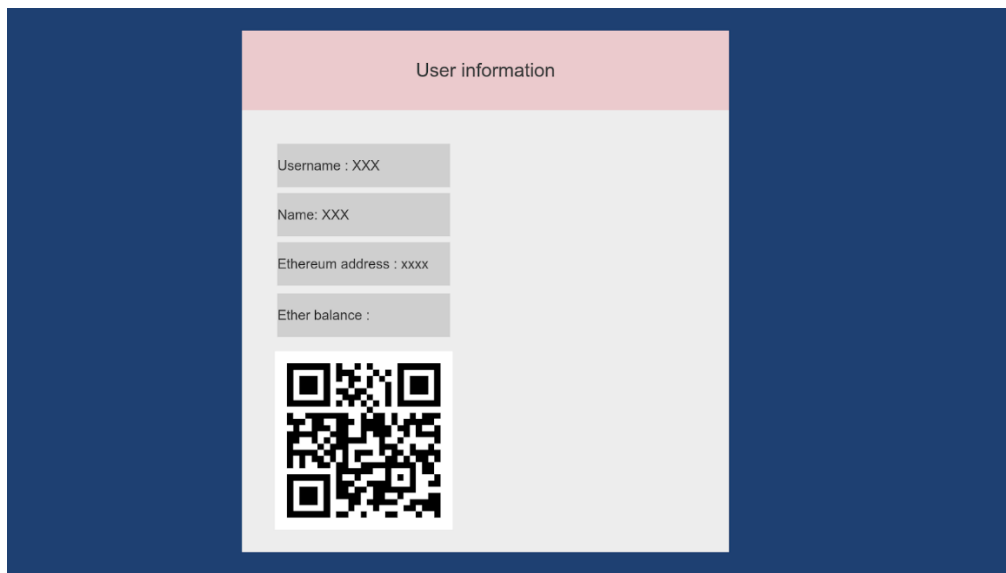 User information
Username : XXX
Name: XXX
Ethereum address : xxxx
Ether balance :